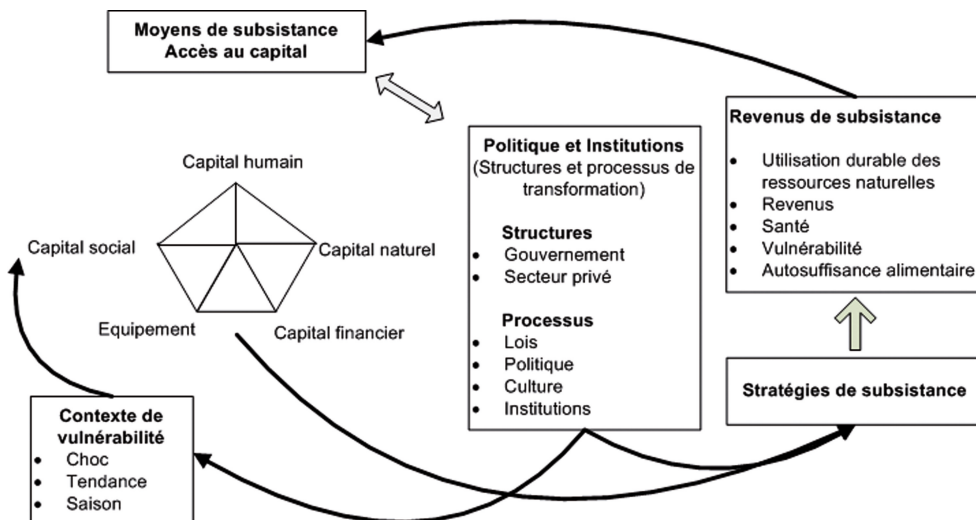 Moyens de subsistance
Accès au capital
Capital humain
Capital social
Capital naturel
Equipement
Capital financier
Contexte de
vulnérabilité
• Choc
• Tendance
• Saison
Politique et Institutions
(Structures et processus de
transformation)
Structures
• Gouvernement
• Secteur privé
Processus
• Lois
• Politique
• Culture
• Institutions
Revenus de subsistance
• Utilisation durable des
ressources naturelles
• Revenus
• Santé
• Vulnérabilité
• Autosuffisance alimentaire
Stratégies de subsistance